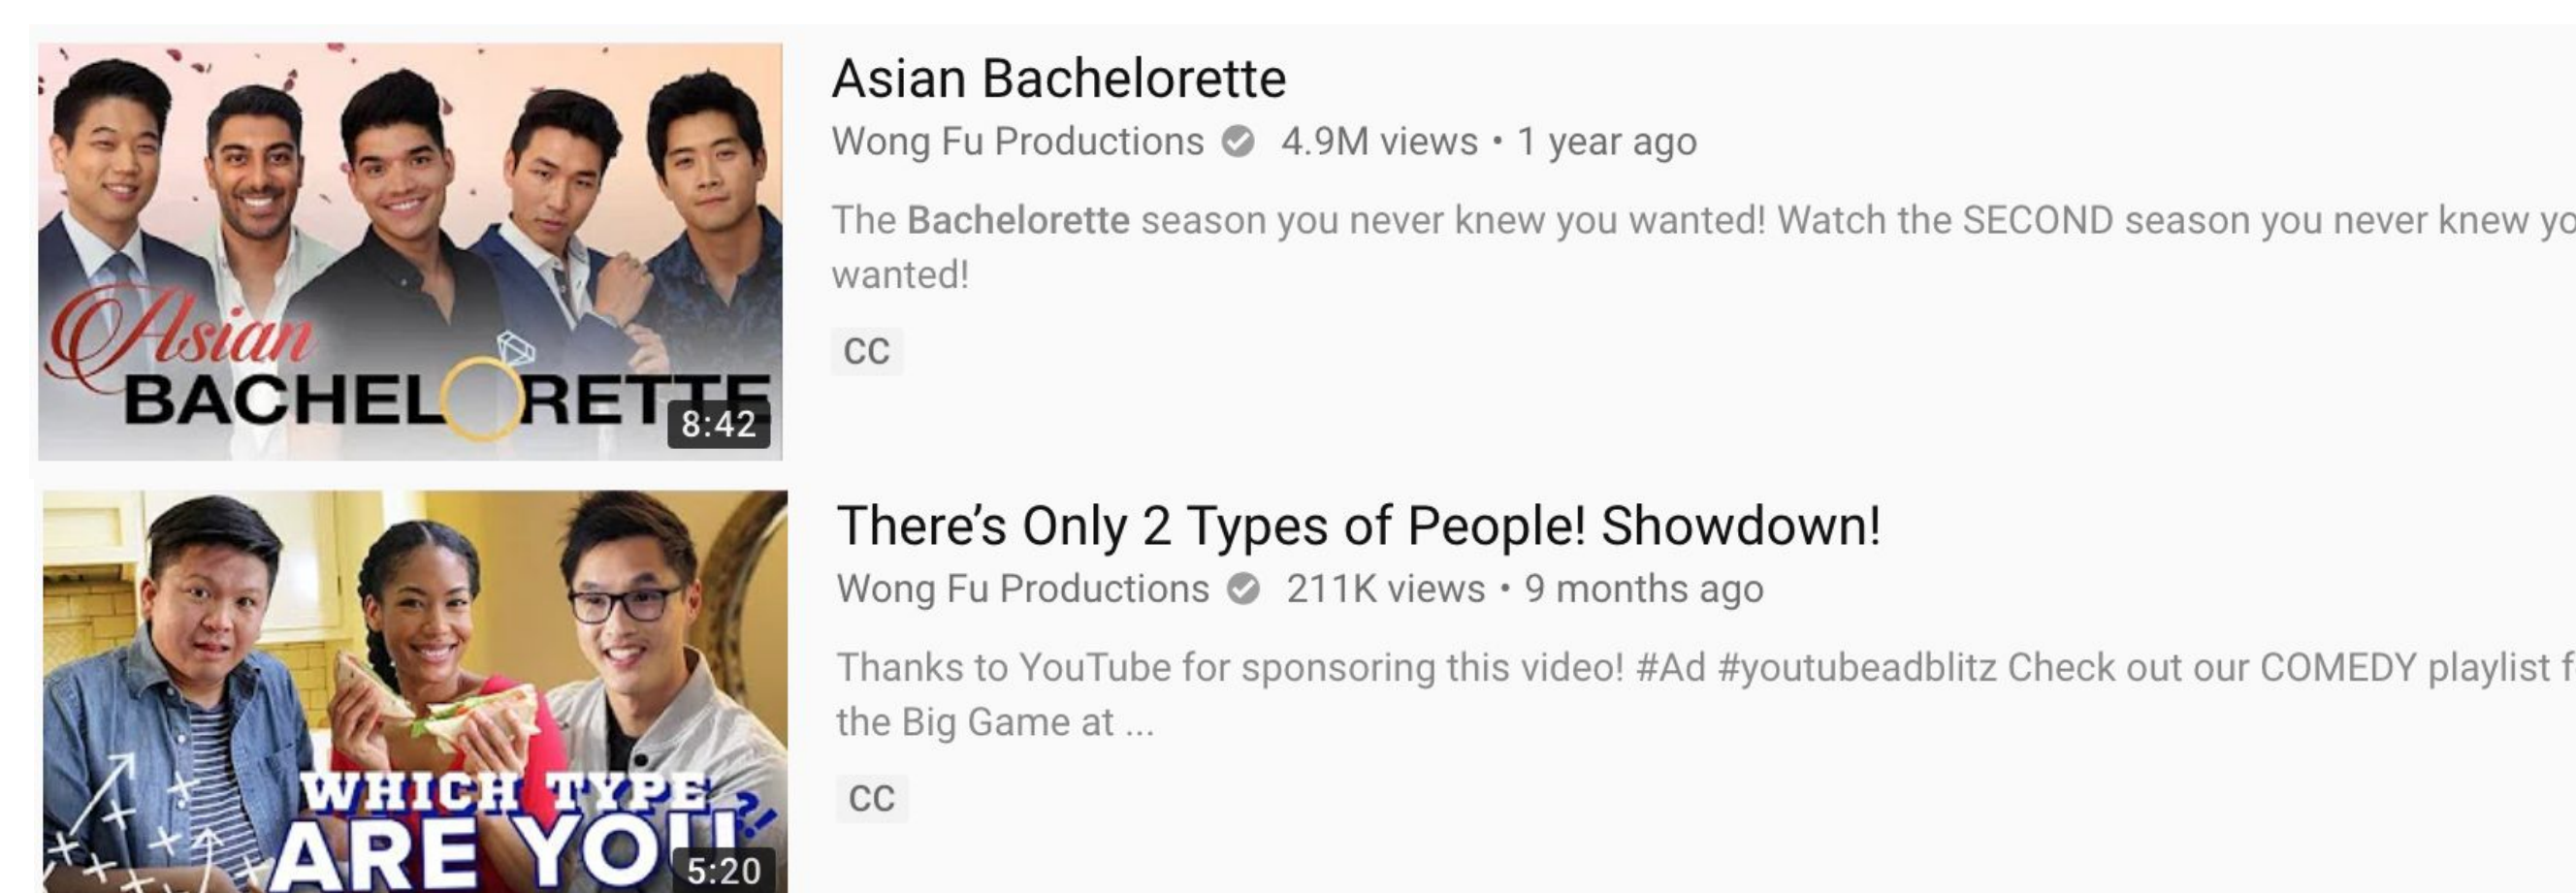 Asian
BACHELORETTE
8:42
Asian Bachelorette
Wong Fu Productions 4.9M views • 1 year ago
The Bachelorette season you never knew you wanted! Watch the SECOND season you never knew
wanted!
CC
WHICH TYPE
ARE YOU?!
5:20
There’s Only 2 Types of People! Showdown!
Wong Fu Productions 211K views • 9 months ago
Thanks to YouTube for sponsoring this video! #Ad #youtubeadblitz Check out our COMEDY playlist
the Big Game at ...
CC